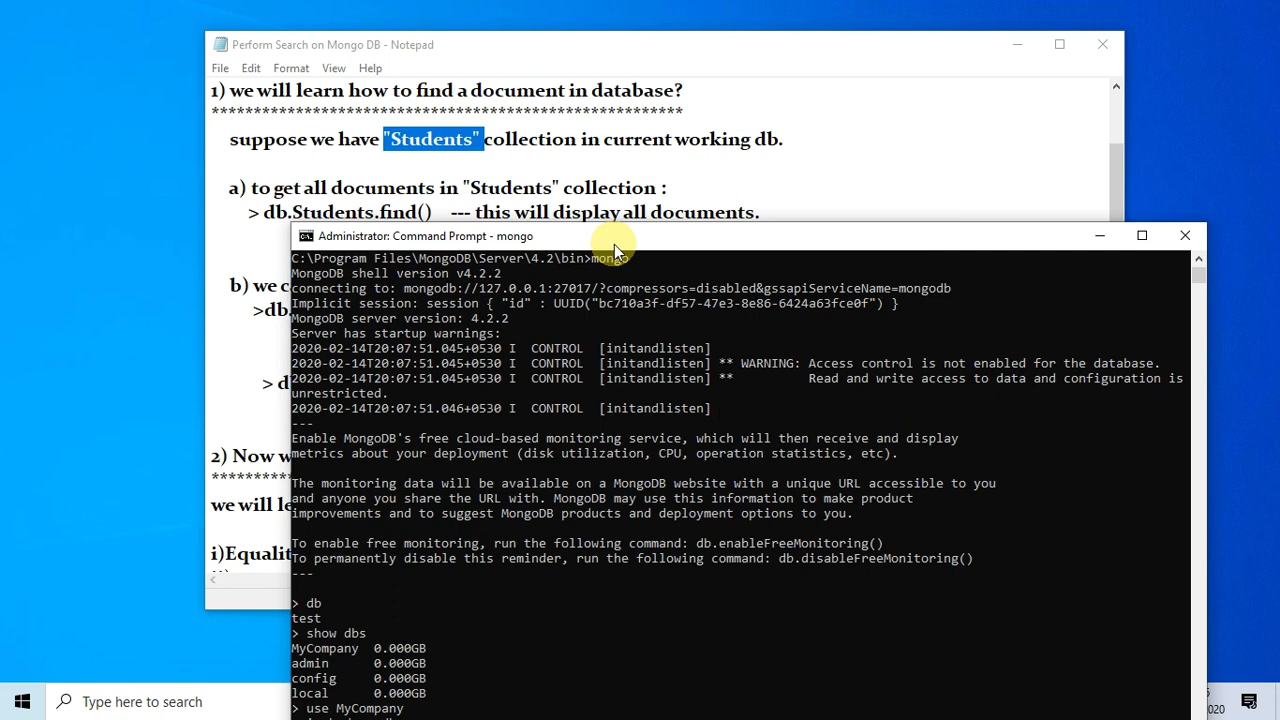 Perform Search on Mongo DB - Notepad
File Edit Format View Help
1) we will learn how to find a document in database?
********************************************************
suppose we have "Students" collection in current working db.
a) to get all documents in "Students" collection :
> db.Students.find() --- this will display all documents.
b) we c
>db.
> d
2) Now w
*********
we will le
i)Equalit
Administrator: Command Prompt - mongo
C:\Program Files\MongoDB\Server\4.2\bin>mongo
MongoDB shell version v4.2.2
connecting to: mongodb://127.0.0.1:27017/?compressors=disabled&gssapiServiceName=mongodb
Implicit session: session { "id" : UUID("bc710a3f-df57-47e3-8e86-6424a63fce0f") }
MongoDB server version: 4.2.2
Server has startup warnings:
2020-02-14T20:07:51.045+0530 I CONTROL [initandlisten]
2020-02-14T20:07:51.045+0530 I CONTROL [initandlisten] ** WARNING: Access control is not enabled for the database.
2020-02-14T20:07:51.045+0530 I CONTROL [initandlisten] ** Read and write access to data and configuration is
unrestricted.
2020-02-14T20:07:51.046+0530 I CONTROL [initandlisten]
---
Enable MongoDB's free cloud-based monitoring service, which will then receive and display
metrics about your deployment (disk utilization, CPU, operation statistics, etc).
The monitoring data will be available on a MongoDB website with a unique URL accessible to you
and anyone you share the URL with. MongoDB may use this information to make product
improvements and to suggest MongoDB products and deployment options to you.
To enable free monitoring, run the following command: db.enableFreeMonitoring()
To permanently disable this reminder, run the following command: db.disableFreeMonitoring()
---
> db
test
> show dbs
MyCompany 0.000GB
admin 0.000GB
config 0.000GB
local 0.000GB
> use MyCompany
Type here to search
020